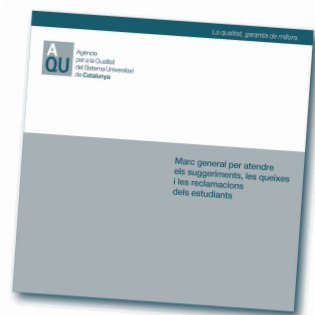 La qualitat, garantia de millora.
AQU
Agència
per a la Qualitat
del Sistema Universitari
de Catalunya
Marc general per atendre
els suggeriments, les queixes
i les reclamacions
dels estudiants